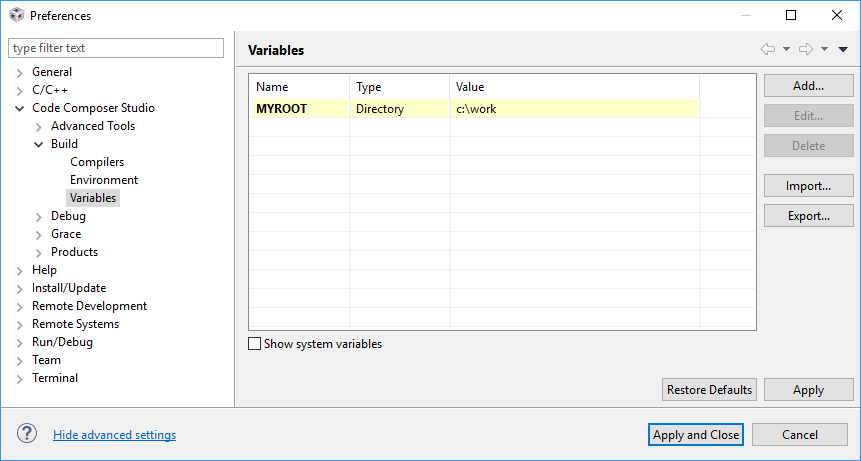 Preferences
type filter text
General
C/C++
Code Composer Studio
Advanced Tools
Build
Compilers
Environment
Variables
Debug
Grace
Products
Help
Install/Update
Remote Development
Remote Systems
Run/Debug
Team
Terminal
Variables
Name Type Value
MYROOT Directory c:\work
Add...
Edit...
Delete
Import...
Export...
Show system variables
Restore Defaults Apply
? Hide advanced settings Apply and Close Cancel